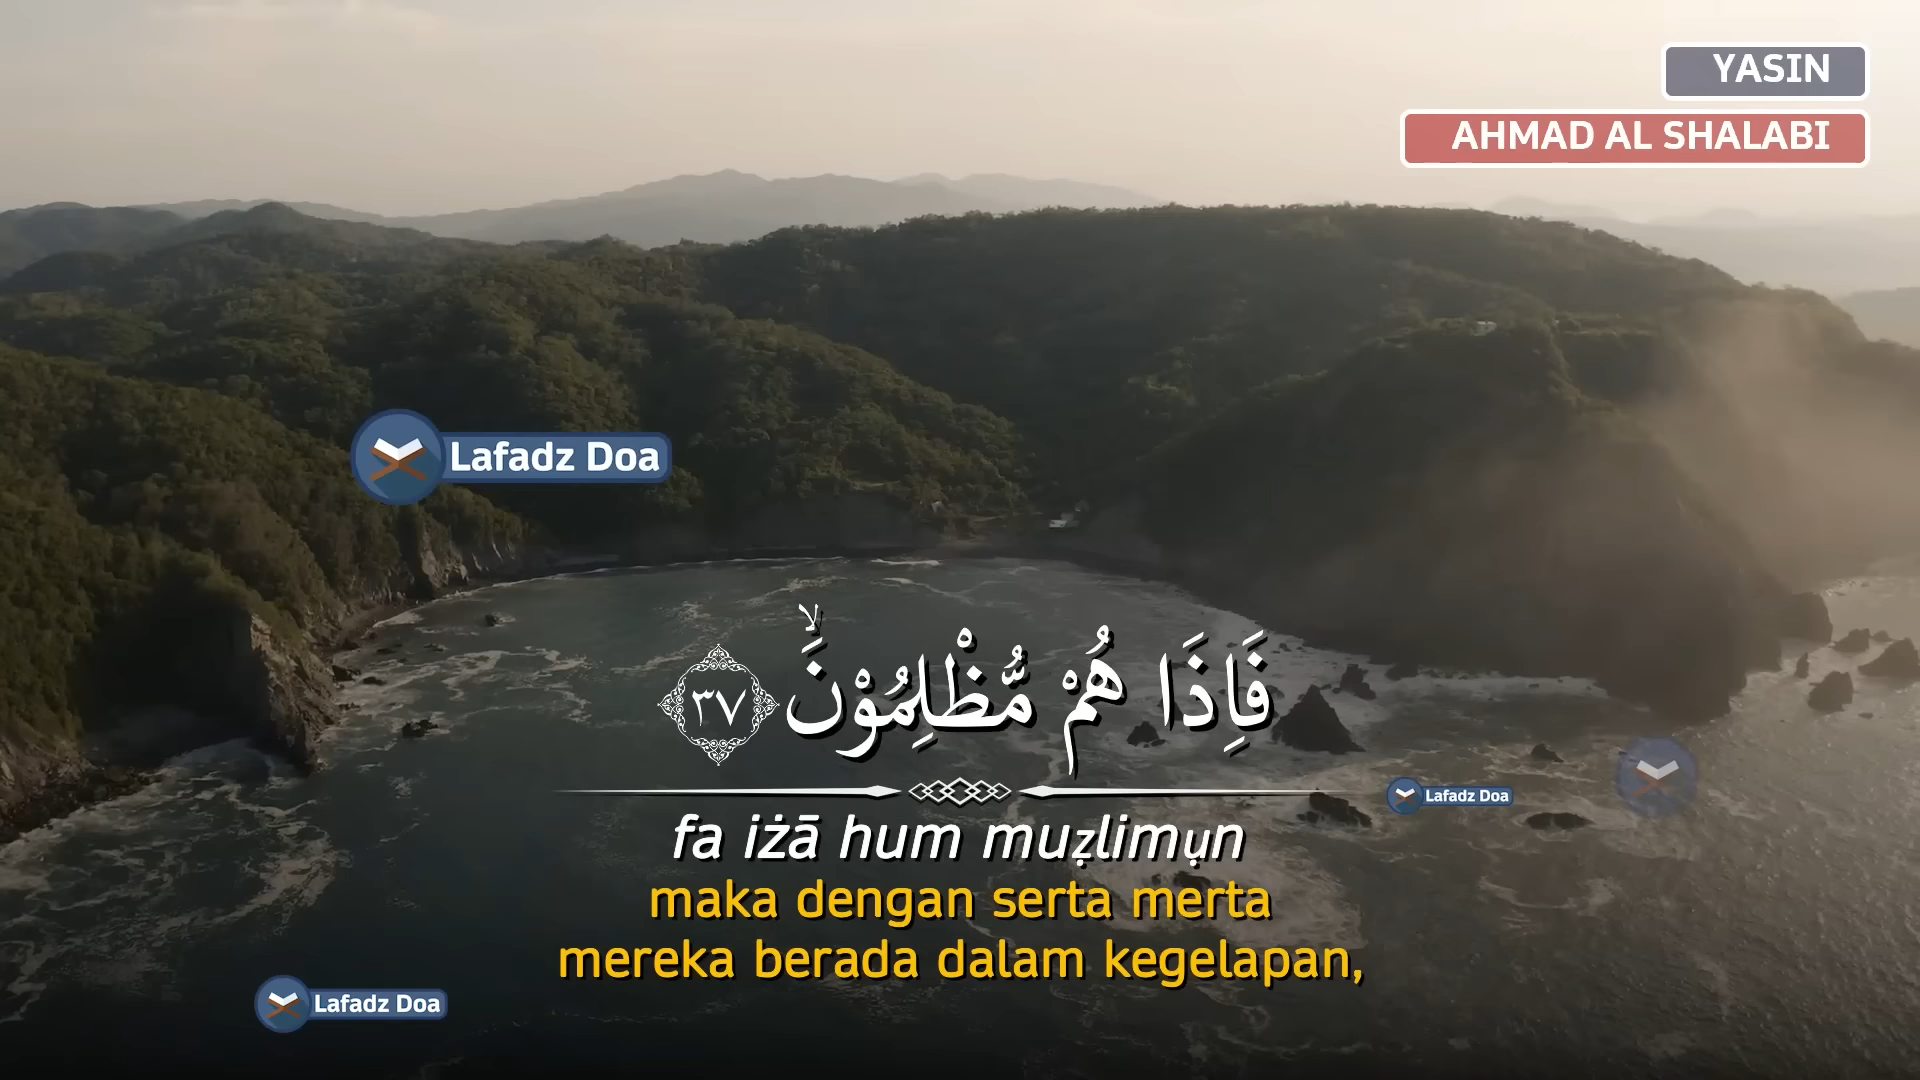 YASIN
AHMAD AL SHALABI
Lafadz Doa
فَاِذَا هُمْ مُّظْلِمُوْنَۙ ٣٧
Lafadz Doa
fa iżā hum muẓlimụn
maka dengan serta merta
mereka berada dalam kegelapan,
Lafadz Doa